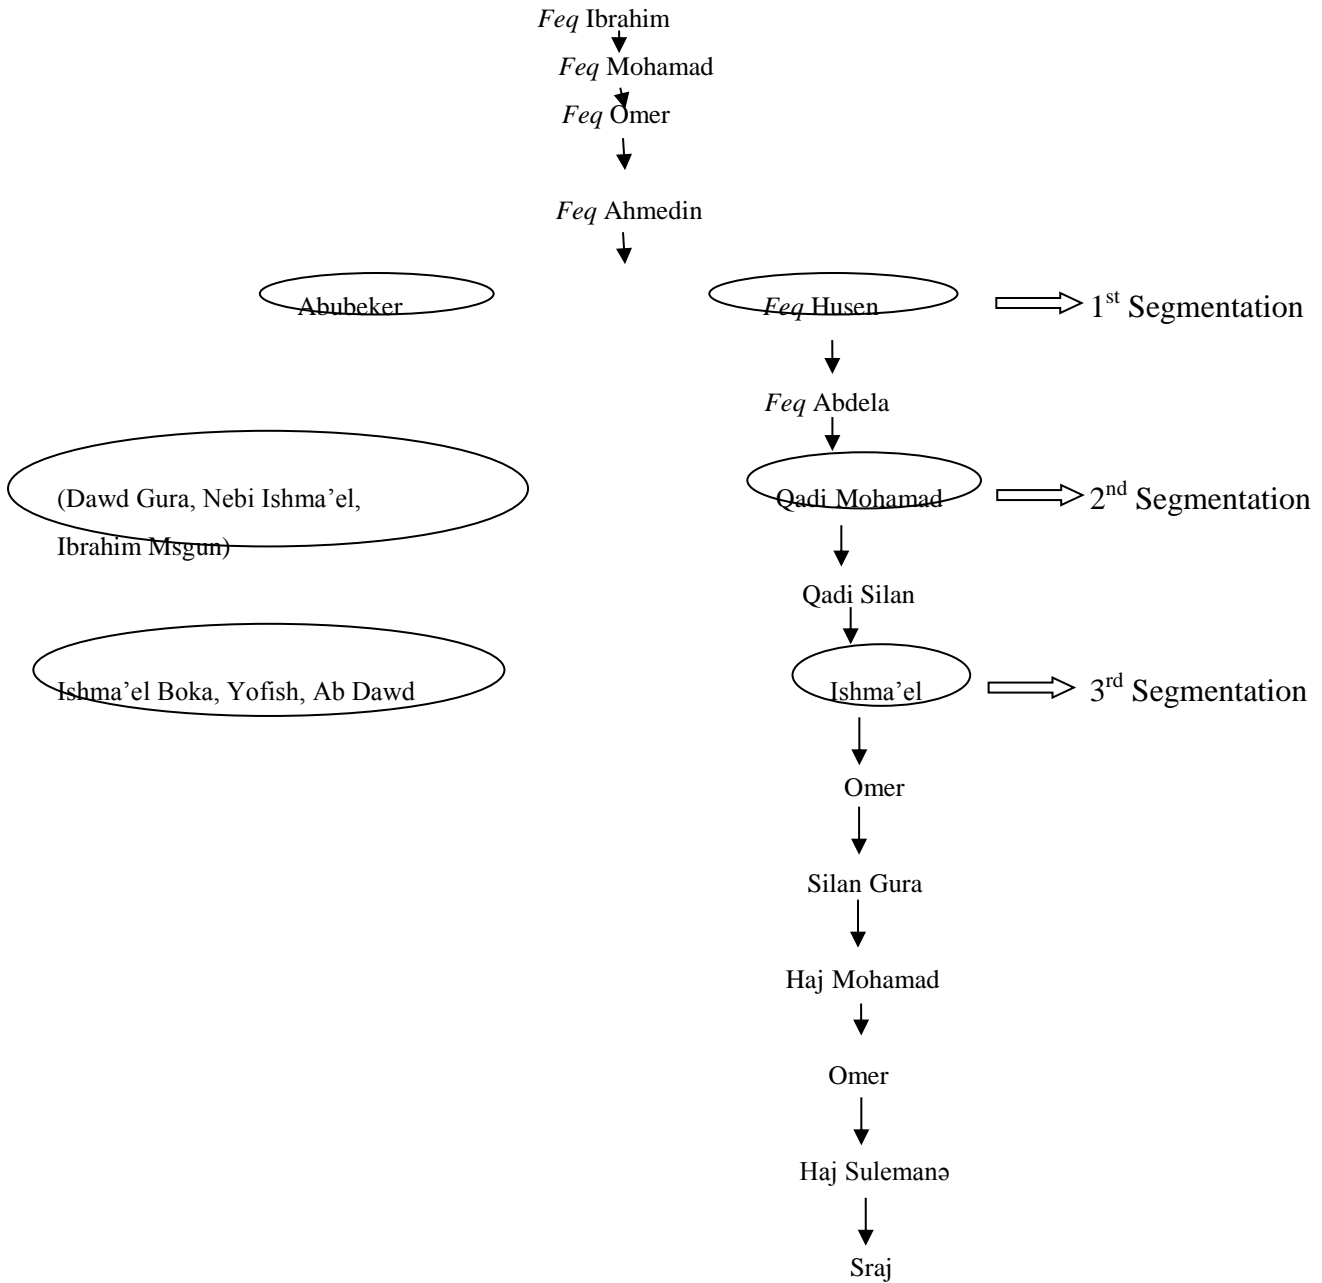 Feq Ibrahim
Feq Mohamad
Feq Omer
Feq Ahmedin
Abubeker
Feq Husen
1st Segmentation
Feq Abdela
(Dawd Gura, Nebi Ishma’el,
Ibrahim Msgun)
Qadi Mohamad
2nd Segmentation
Qadi Silan
Ishma’el Boka, Yofish, Ab Dawd
Ishma’el
3rd Segmentation
Omer
Silan Gura
Haj Mohamad
Omer
Haj Sulemanə
Sraj